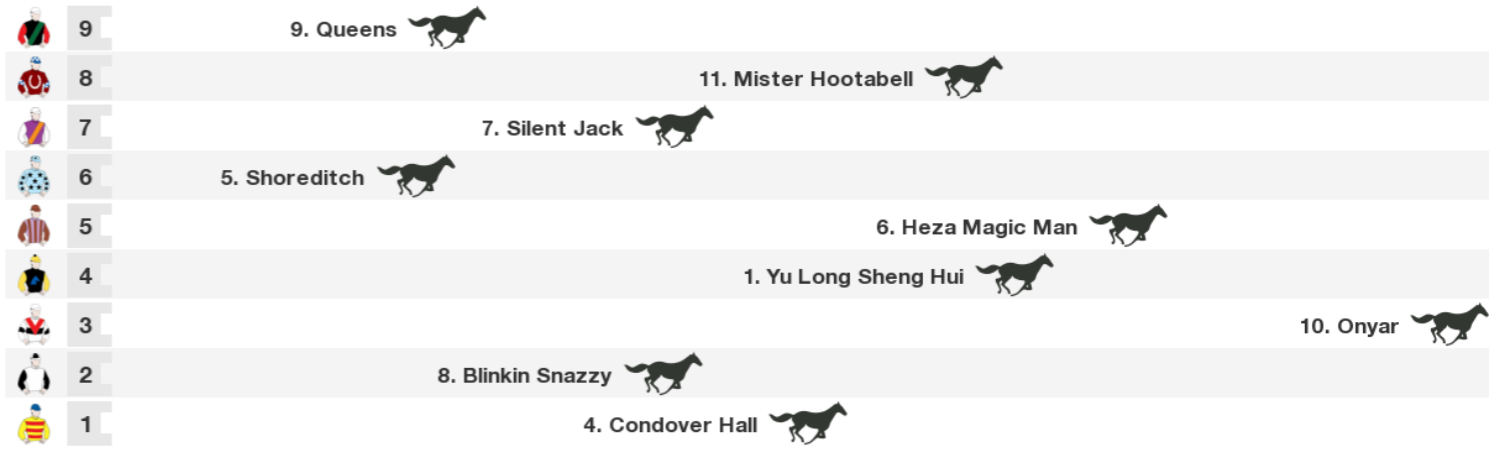 9 9. Queens
8 11. Mister Hootabell
7 7. Silent Jack
6 5. Shoreditch
5 6. Heza Magic Man
4 1. Yu Long Sheng Hui
3 10. Onyar
2 8. Blinkin Snazzy
1 4. Condover Hall